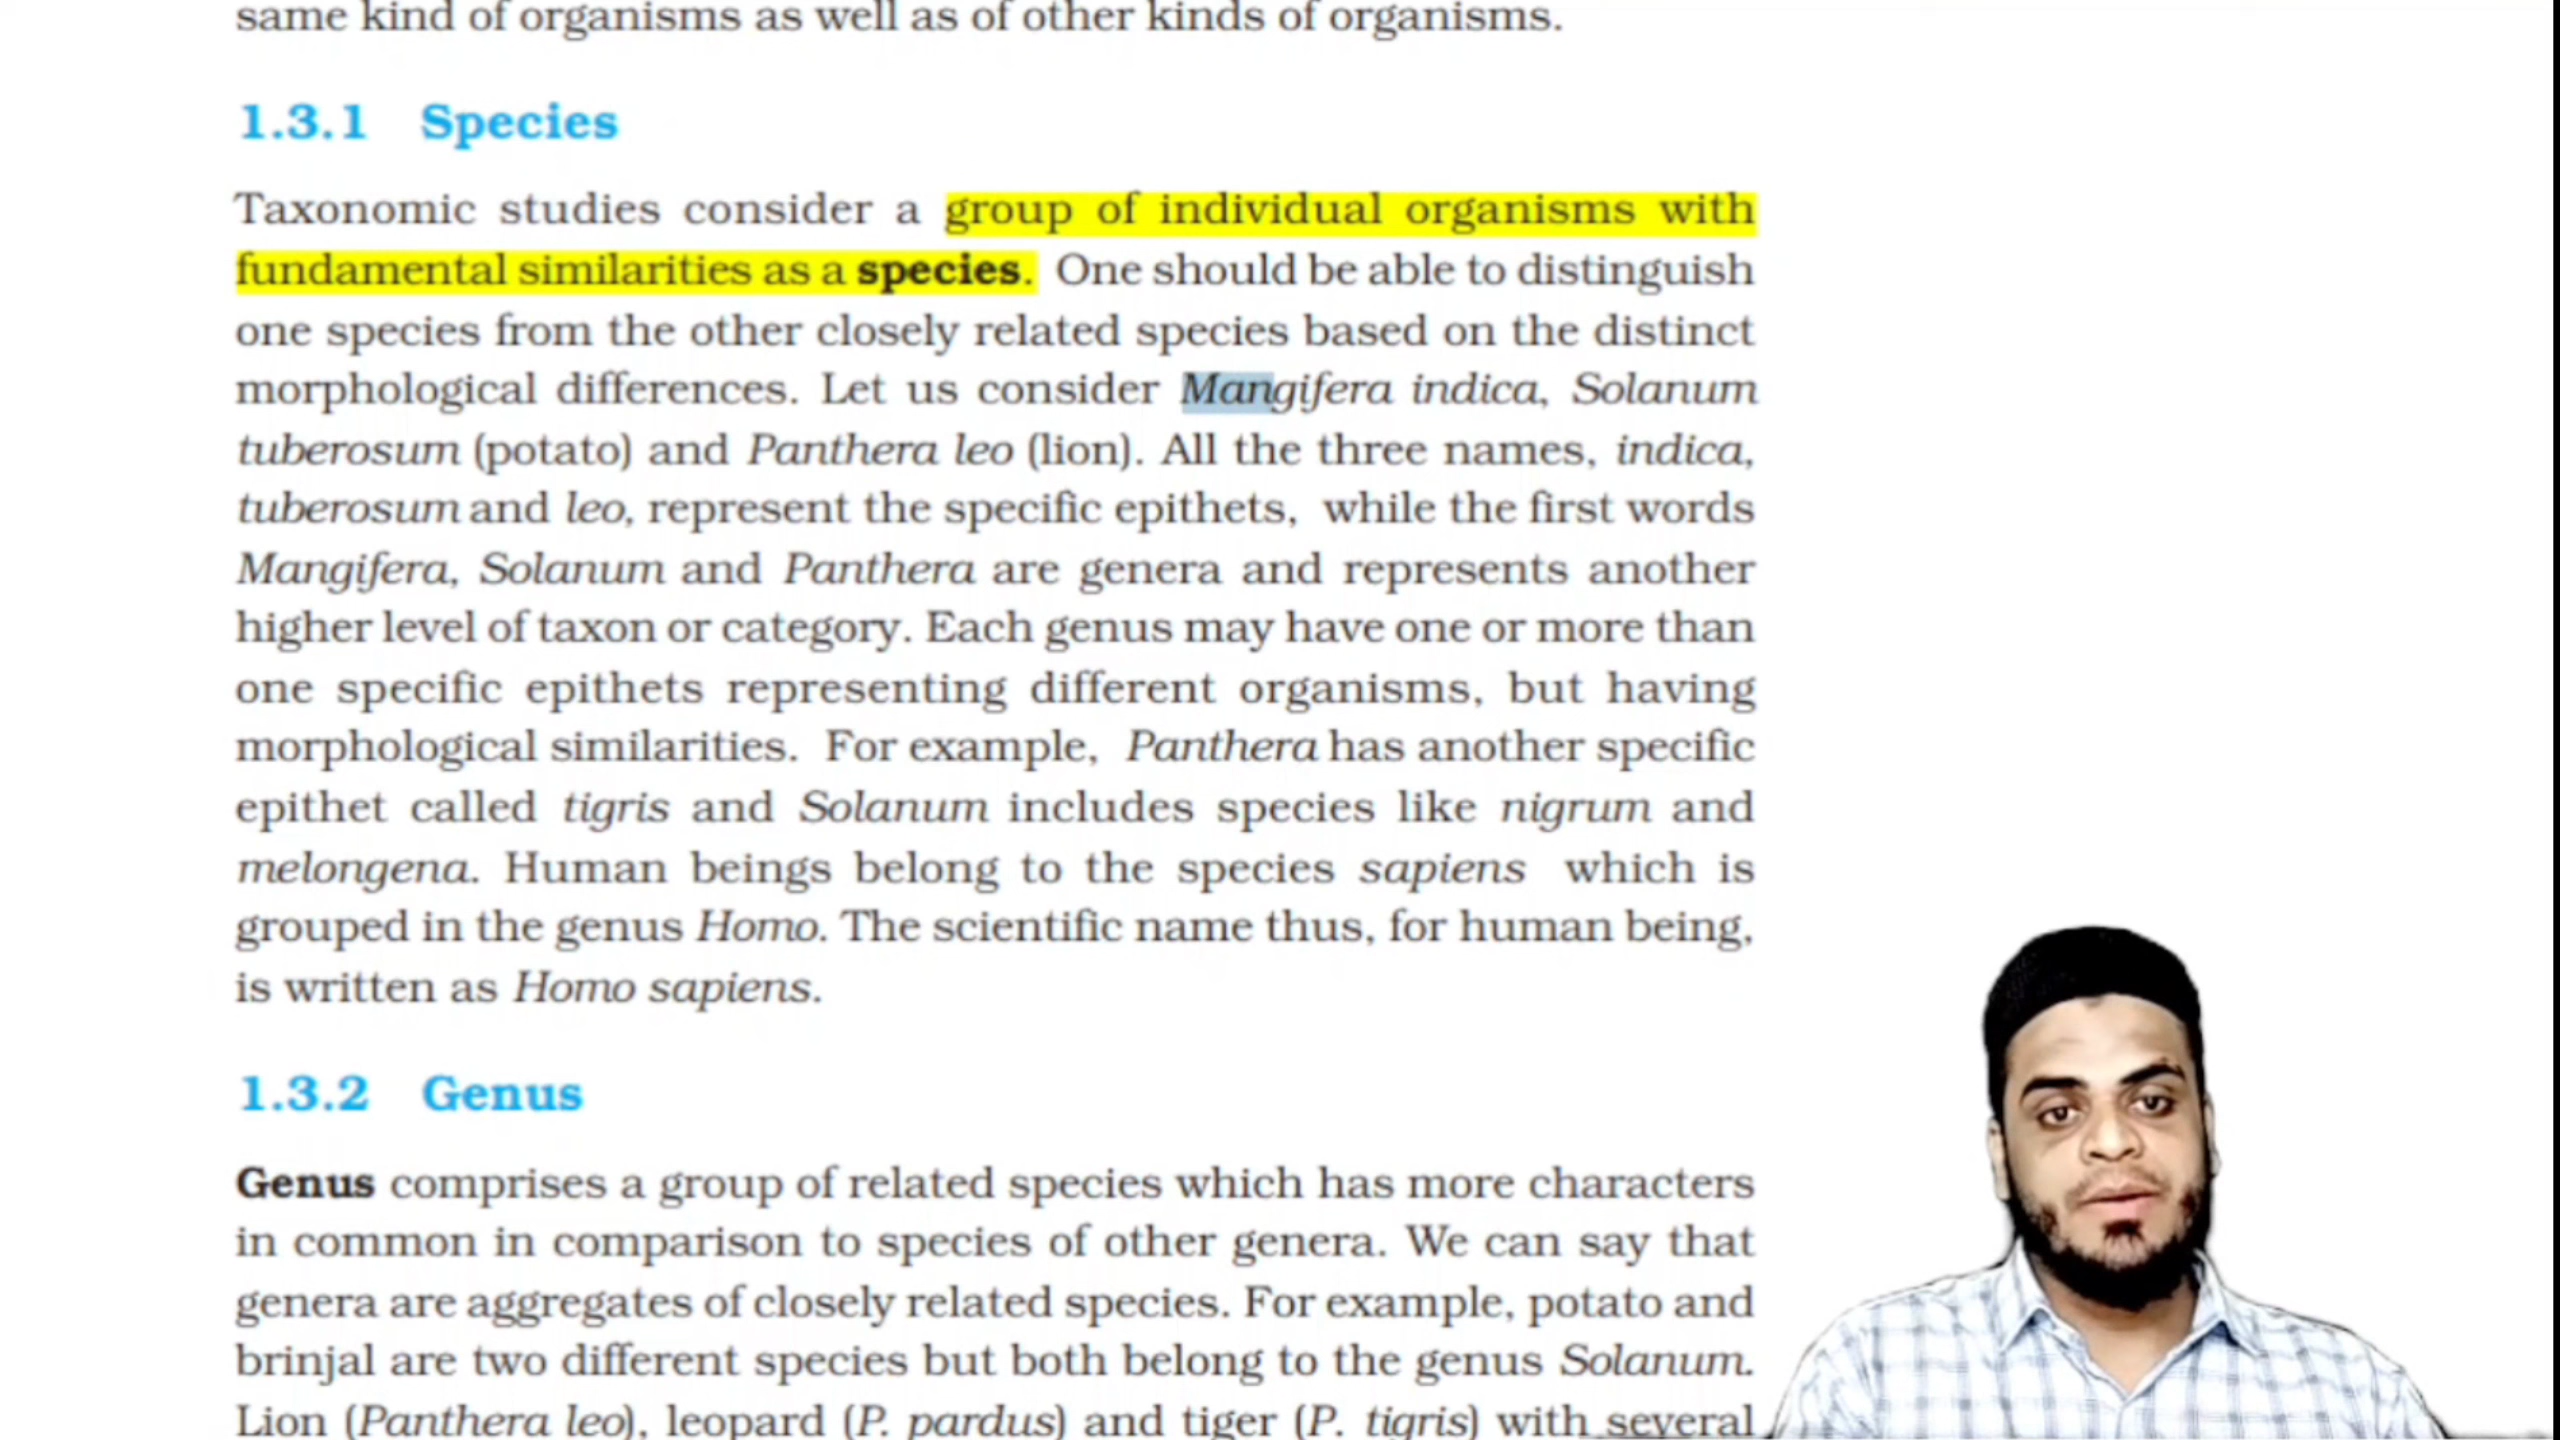 same kind of organisms as well as of other kinds of organisms.
1.3.1 Species
Taxonomic studies consider a group of individual organisms with
fundamental similarities as a species. One should be able to distinguish
one species from the other closely related species based on the distinct
morphological differences. Let us consider Mangifera indica, Solanum
tuberosum (potato) and Panthera leo (lion). All the three names, indica,
tuberosum and leo, represent the specific epithets, while the first words
Mangifera, Solanum and Panthera are genera and represents another
higher level of taxon or category. Each genus may have one or more than
one specific epithets representing different organisms, but having
morphological similarities. For example, Panthera has another specific
epithet called tigris and Solanum includes species like nigrum and
melongena. Human beings belong to the species sapiens which is
grouped in the genus Homo. The scientific name thus, for human being,
is written as Homo sapiens.
1.3.2 Genus
Genus comprises a group of related species which has more characters
in common in comparison to species of other genera. We can say that
genera are aggregates of closely related species. For example, potato and
brinjal are two different species but both belong to the genus Solanum.
Lion (Panthera leo), leopard (P. pardus) and tiger (P. tigris) with several